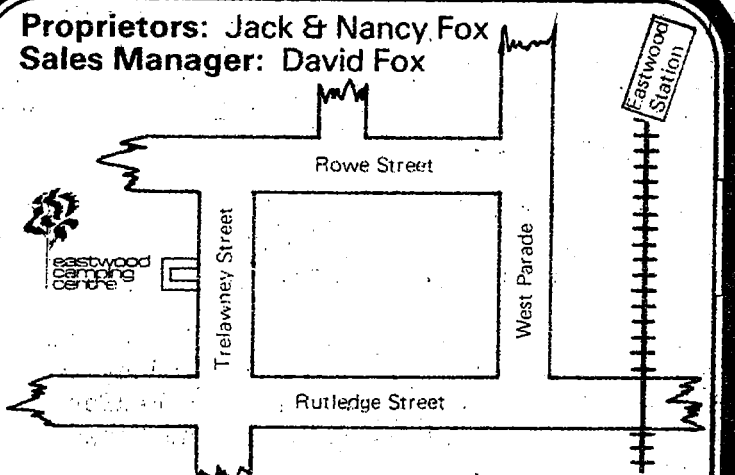 Proprietors: Jack & Nancy Fox
Sales Manager: David Fox
Eastwood
Station
Rowe Street
eastwood
camping
centre
Trelawney Street
West Parade
Rutledge Street